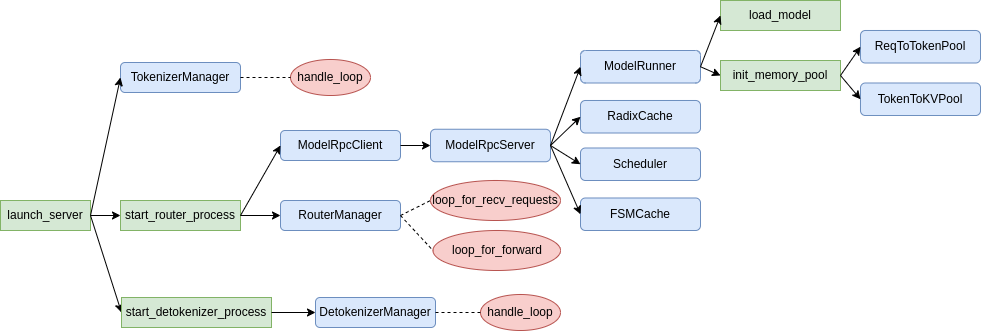 load_model
ModelRunner
init_memory_pool
ReqToTokenPool
TokenToKVPool
TokenizerManager
handle_loop
RadixCache
ModelRpcClient
ModelRpcServer
Scheduler
launch_server
start_router_process
RouterManager
loop_for_recv_requests
FSMCache
loop_for_forward
start_detokenizer_process
DetokenizerManager
handle_loop